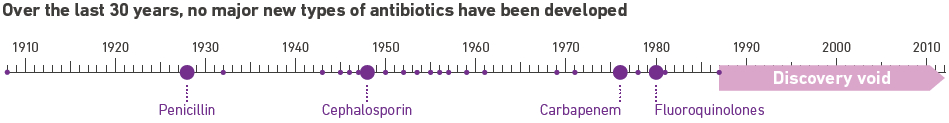 Over the last 30 years, no major new types of antibiotics have been developed
1910 1920 1930 1940 1950 1960 1970 1980 1990 2000 2010
Discovery void
Penicillin Cephalosporin Carbapenem Fluoroquinolones